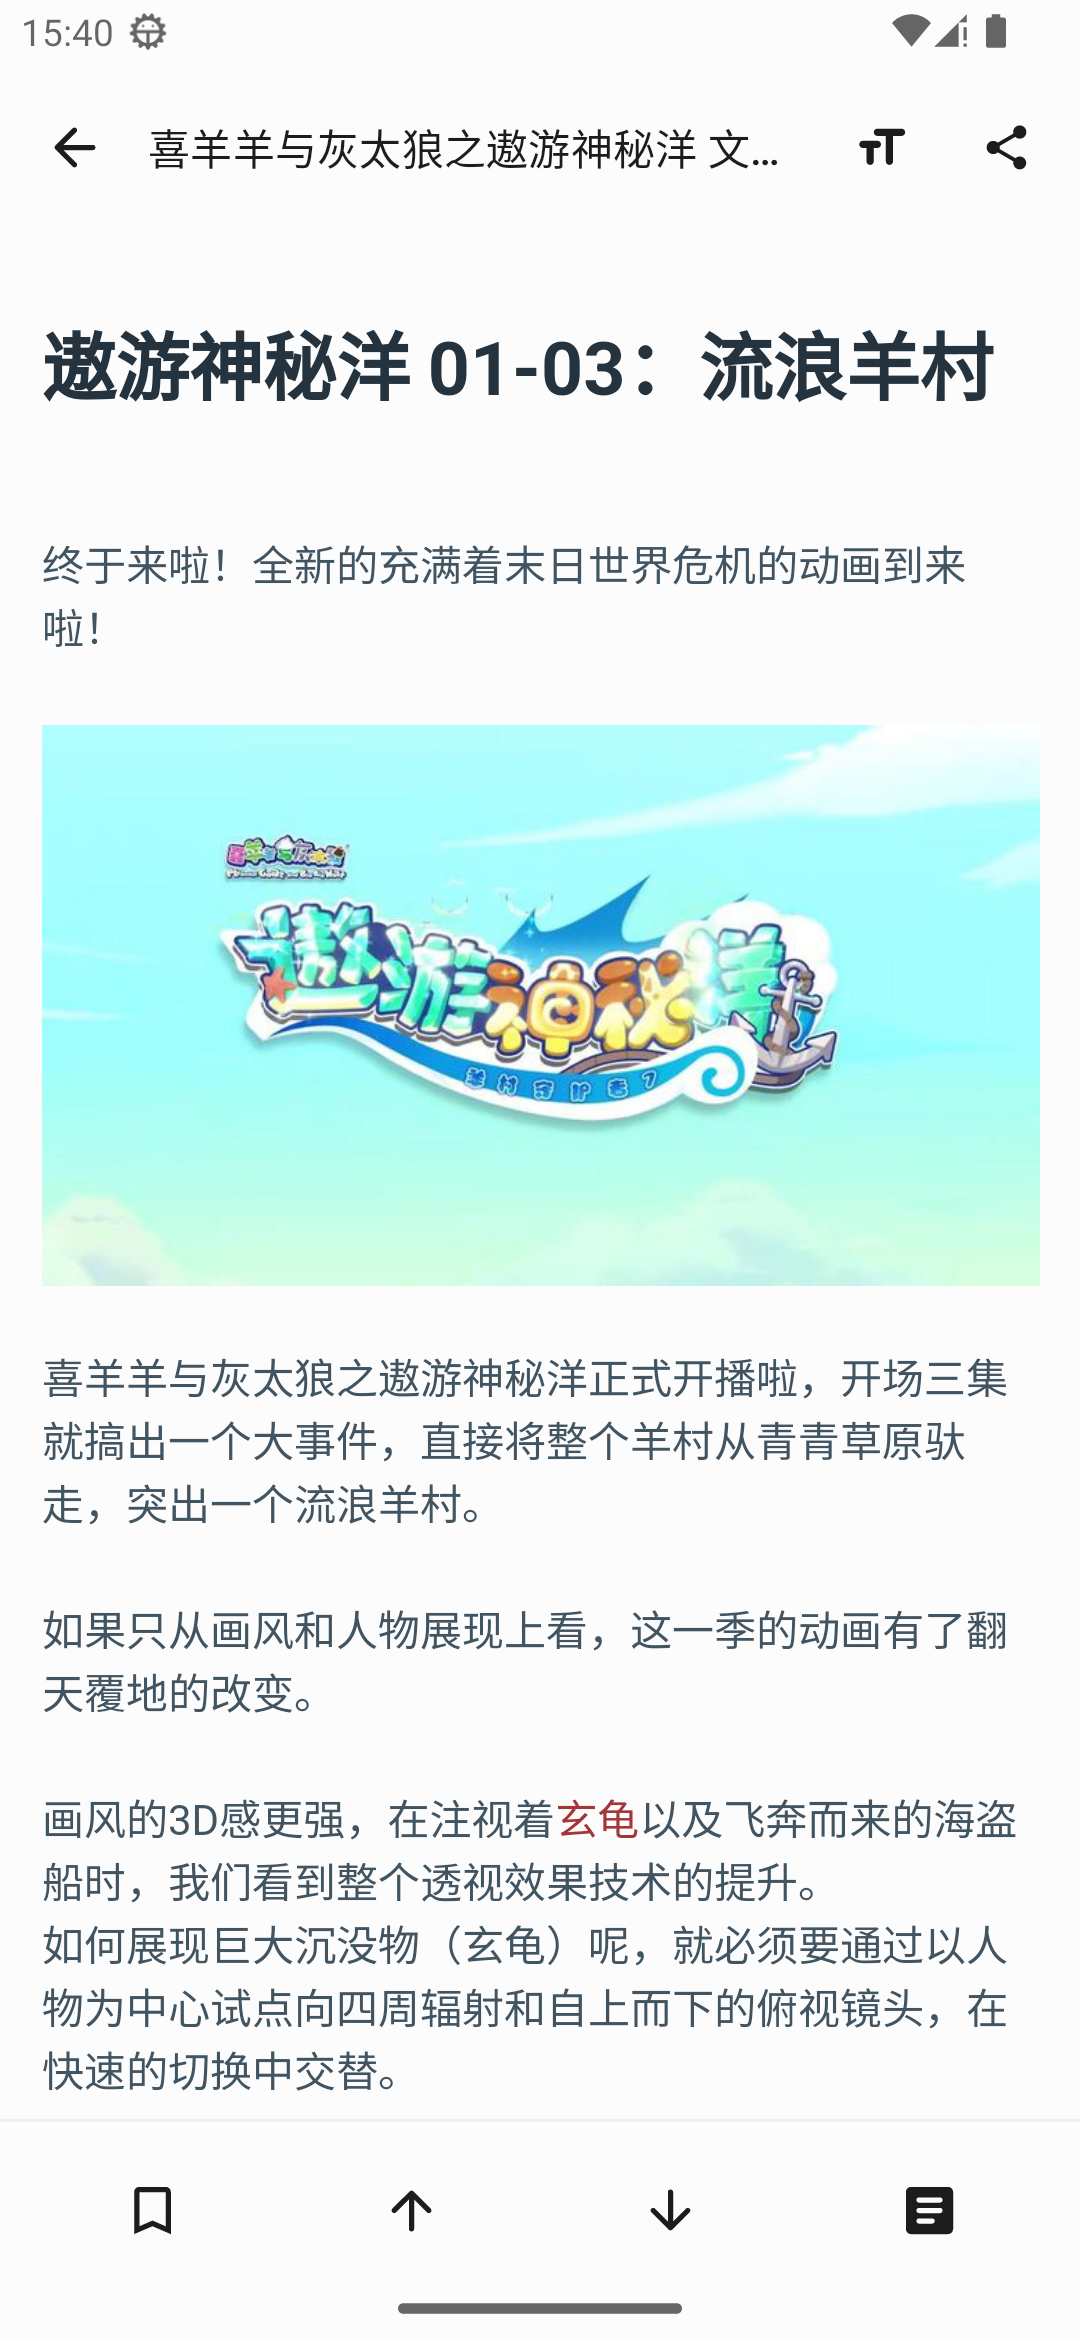 15:40
喜羊羊与灰太狼之遨游神秘洋 文...
遨游神秘洋 01-03：流浪羊村
终于来啦！全新的充满着末日世界危机的动画到来
啦！
喜羊羊与灰太狼
遨游神秘洋
羊村守护者7
喜羊羊与灰太狼之遨游神秘洋正式开播啦，开场三集
就搞出一个大事件，直接将整个羊村从青青草原驮
走，突出一个流浪羊村。
如果只从画风和人物展现上看，这一季的动画有了翻
天覆地的改变。
画风的3D感更强，在注视着玄龟以及飞奔而来的海盗
船时，我们看到整个透视效果技术的提升。
如何展现巨大沉没物（玄龟）呢，就必须要通过以人
物为中心试点向四周辐射和自上而下的俯视镜头，在
快速的切换中交替。